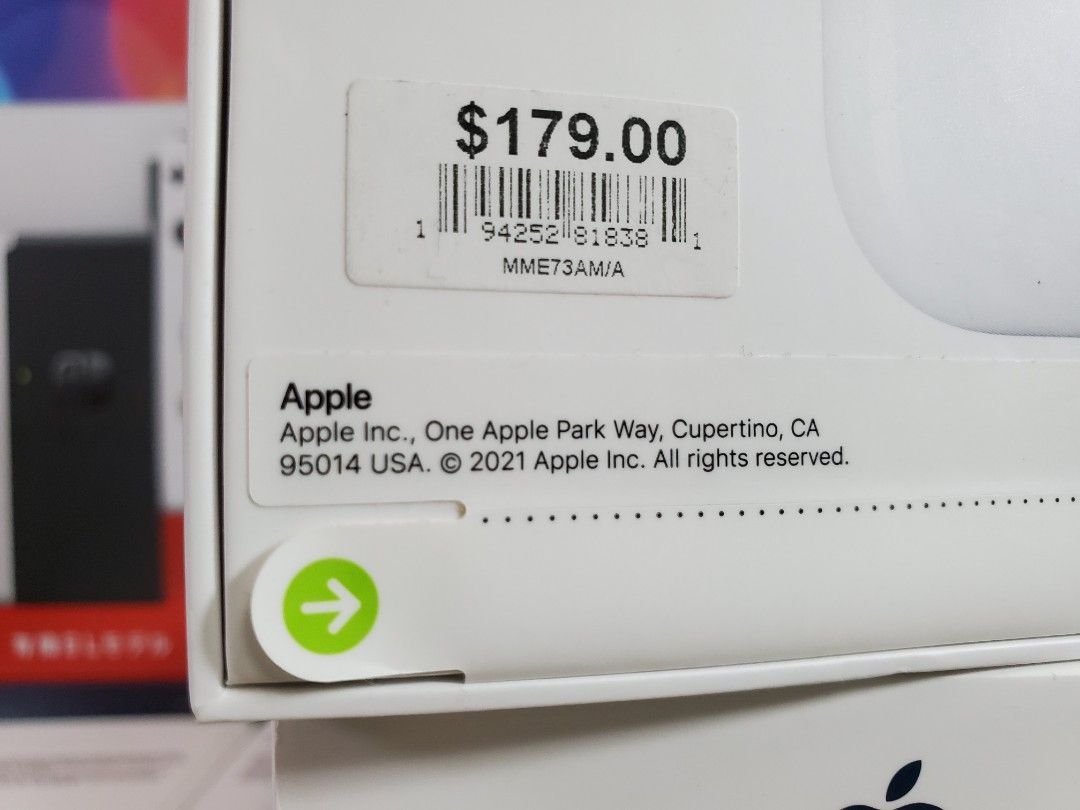 $179.00
1 94252 81838 1
MME73AM/A
Apple
Apple Inc., One Apple Park Way, Cupertino, CA
95014 USA. © 2021 Apple Inc. All rights reserved.